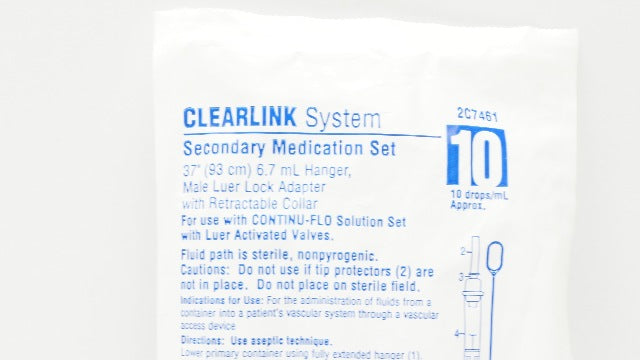 CLEARLINK System
2C7461
10
10 drops/mL
Approx.
Secondary Medication Set
37" (93 cm) 6.7 mL Hanger,
Male Luer Lock Adapter
with Retractable Collar
For use with CONTINU-FLO Solution Set
with Luer Activated Valves.
Fluid path is sterile, nonpyrogenic.
Cautions: Do not use if tip protectors (2) are
not in place. Do not place on sterile field.
Indications for Use: For the administration of fluids from a
container into a patient's vascular system through a vascular
access device
Directions: Use aseptic technique.
Lower primary container using fully extended hanger (1).
2
3
4